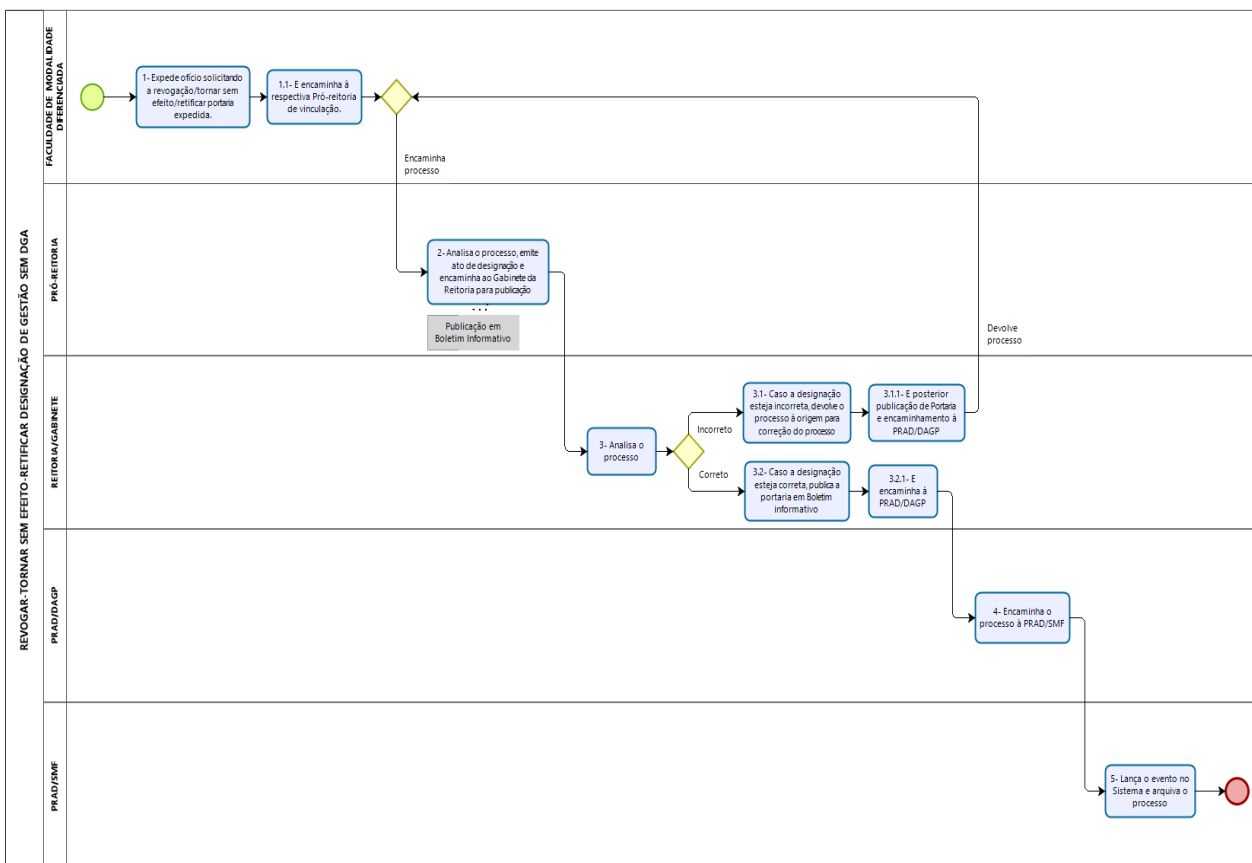 REVOGAR-TORNAR SEM EFEITO-RETIFICAR DESIGNAÇÃO DE GESTÃO SEM DGA
FACULDADE DE MODALIDADE
DIFERENCIADA
1- Expede ofício solicitando
a revogação/tornar sem
efeito/retificar portaria
expedida.
1.1- E encaminha à
respectiva Pró-reitoria
de vinculação.
Encaminha
processo
PRÓ-REITORIA
2- Analisa o processo, emite
ato de designação e
encaminha ao Gabinete da
Reitoria para publicação
Publicação em
Boletim Informativo
Devolve
processo
REITORIA/GABINETE
3- Analisa o
processo
Incorreto
3.1- Caso a designação
esteja incorreta, devolve o
processo à origem para
correção do processo
3.1.1- E posterior
publicação de Portaria
e encaminhamento à
PRAD/DAGP
Correto
3.2- Caso a designação
esteja correta, publica a
portaria em Boletim
informativo
3.2.1- E
encaminha à
PRAD/DAGP
PRAD/DAGP
4- Encaminha o
processo à PRAD/SMF
PRAD/SMF
5- Lança o evento no
Sistema e arquiva o
processo